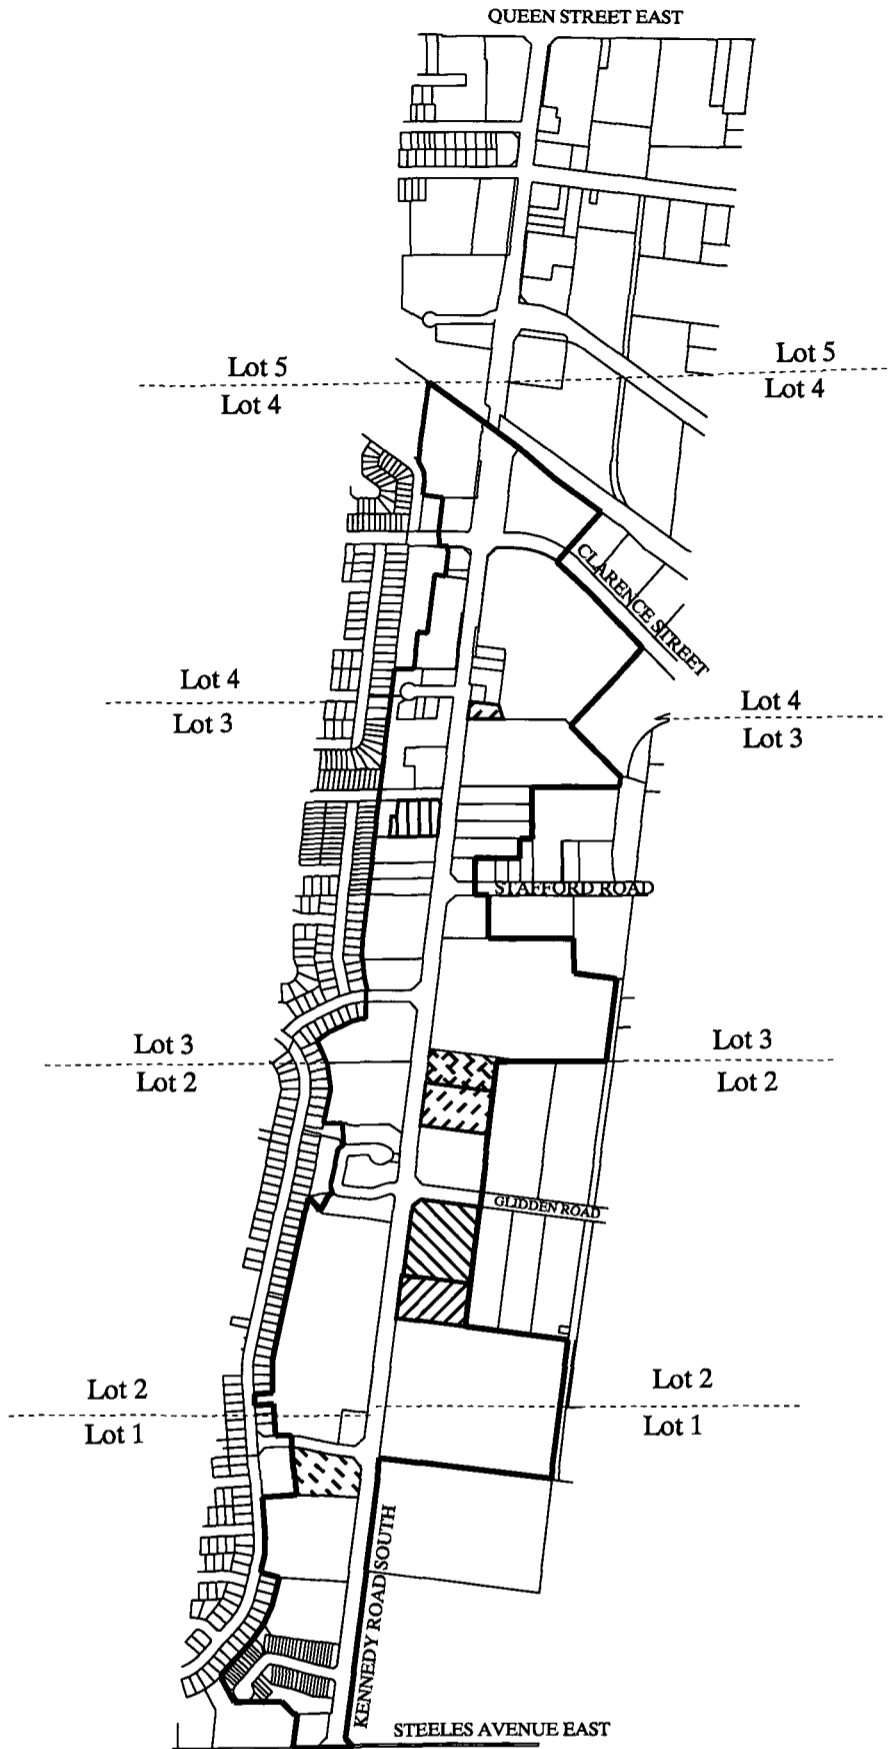 QUEEN STREET EAST
Lot 5
Lot 5
Lot 4
Lot 4
CLARENCE STREET
Lot 4
Lot 4
Lot 3
Lot 3
STAFFORD ROAD
Lot 3
Lot 3
Lot 2
Lot 2
GLIDDEN ROAD
Lot 2
Lot 2
Lot 1
Lot 1
KENNEDY ROAD SOUTH
STEELES AVENUE EAST